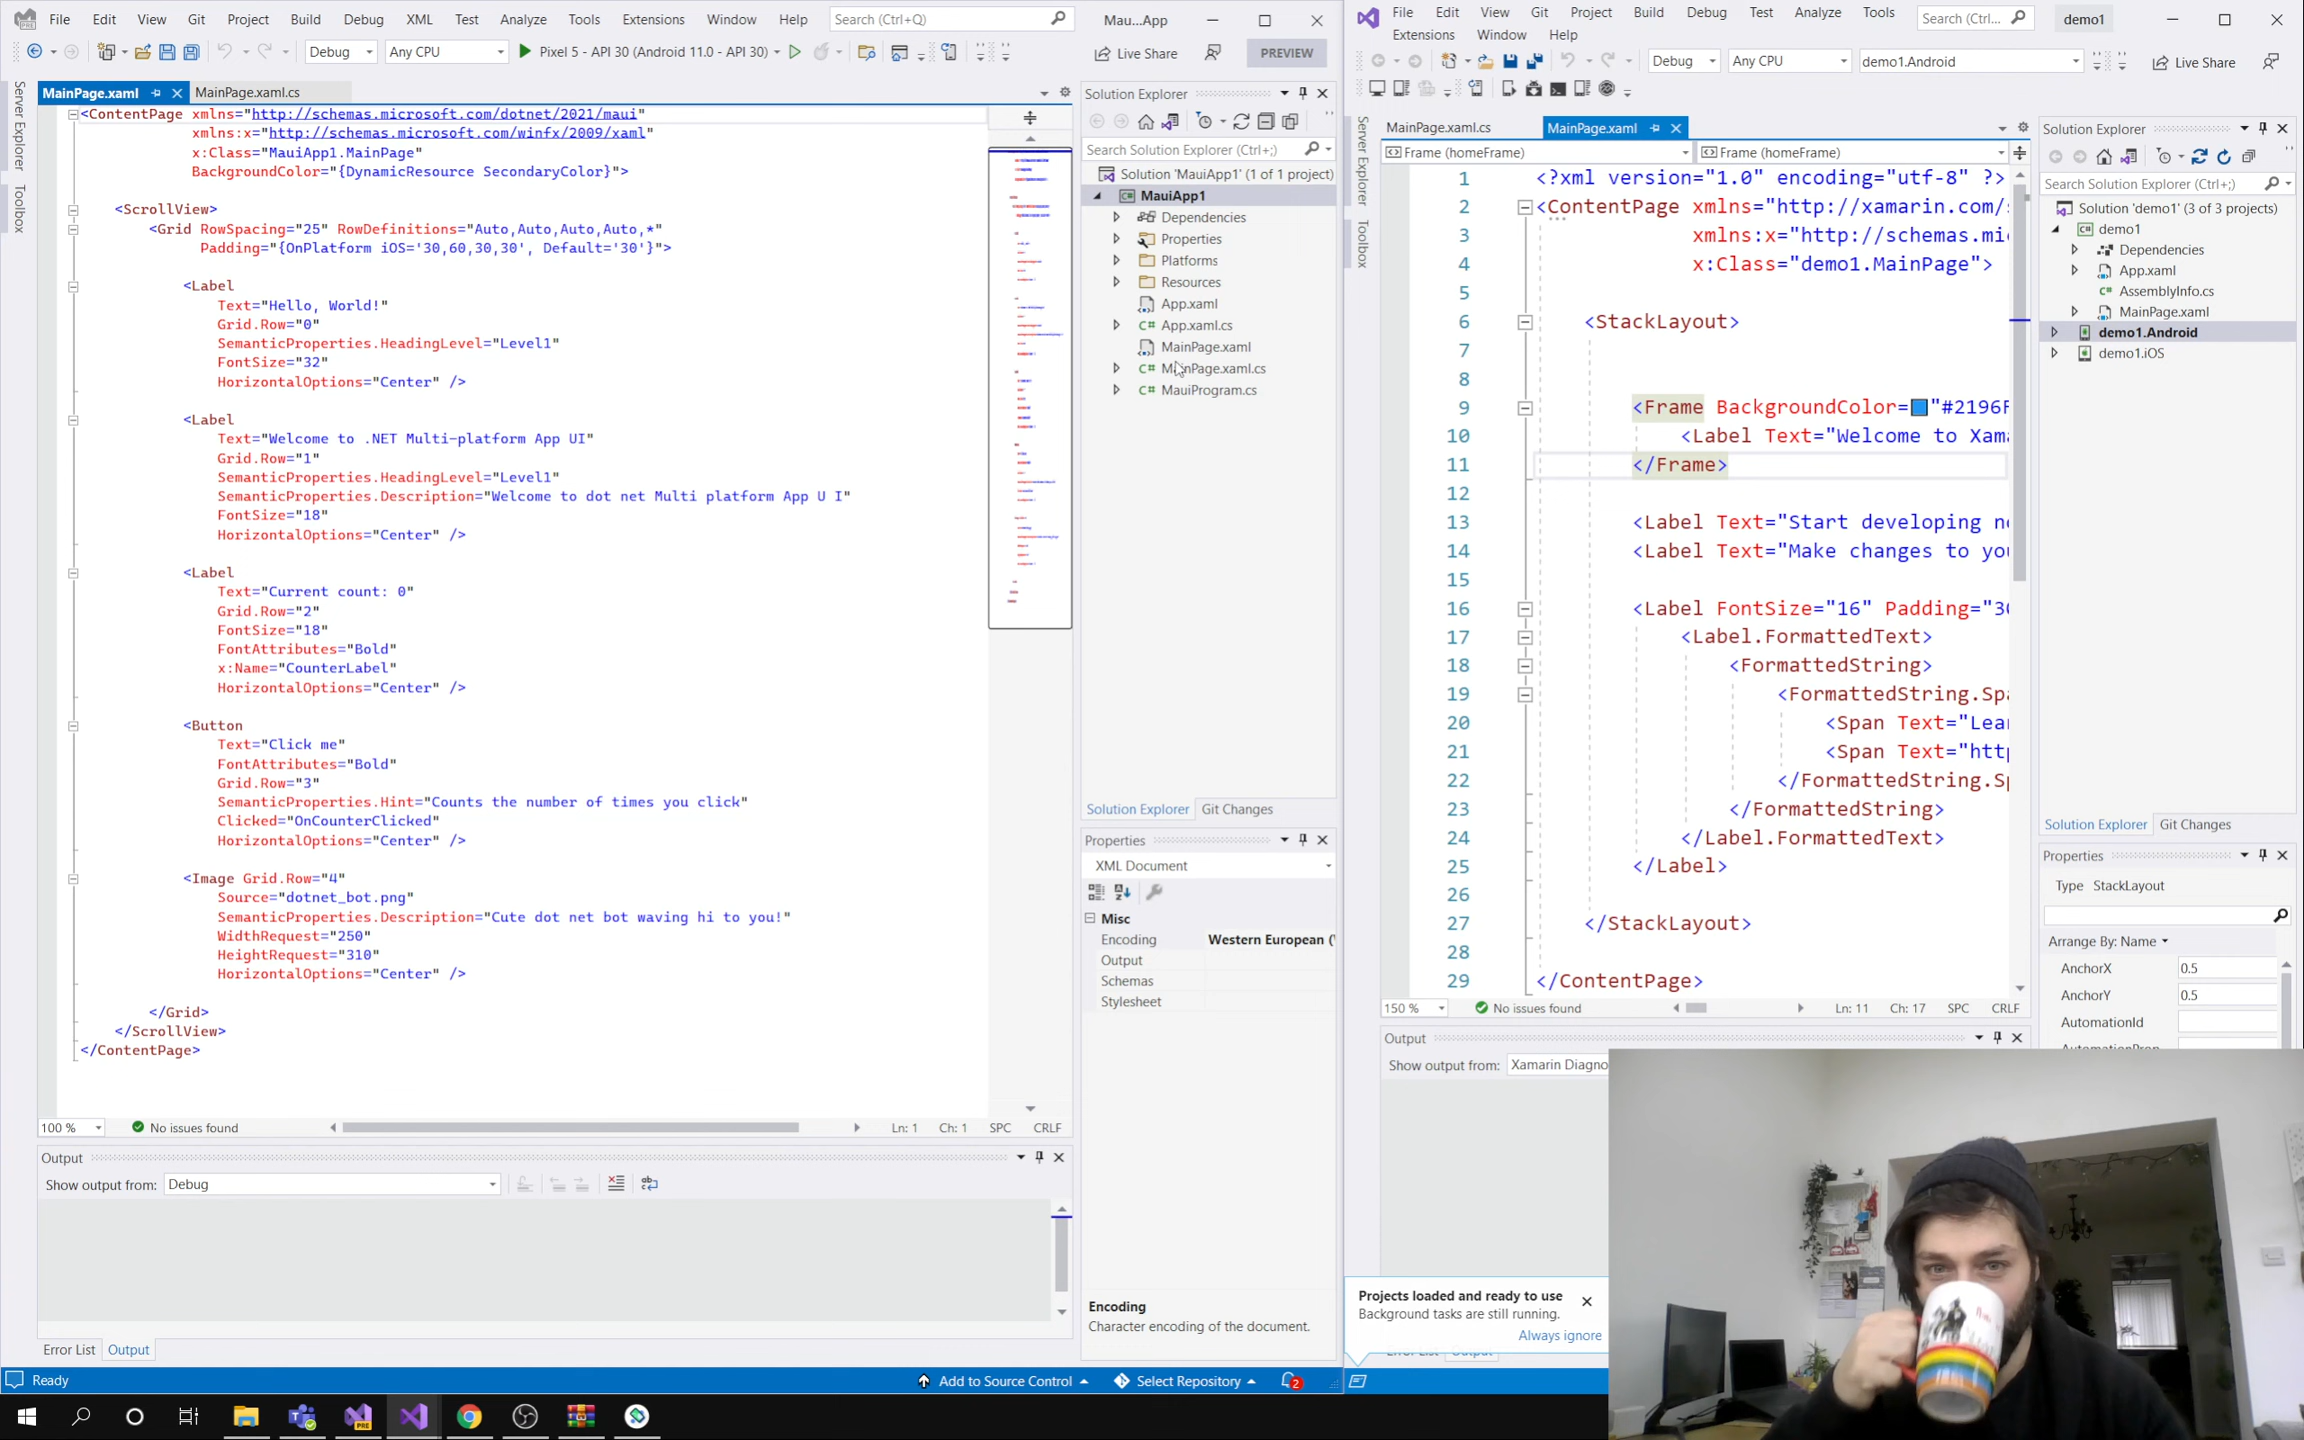 File Edit View Git Project Build Debug XML Test Analyze Tools Extensions Window Help Search (Ctrl+Q) Mau...App
Debug Any CPU Pixel 5 - API 30 (Android 11.0 - API 30) Live Share PREVIEW
Server Explorer
Toolbox
MainPage.xaml MainPage.xaml.cs
<ContentPage xmlns="http://schemas.microsoft.com/dotnet/2021/maui"
xmlns:x="http://schemas.microsoft.com/winfx/2009/xaml"
x:Class="MauiApp1.MainPage"
BackgroundColor="{DynamicResource SecondaryColor}">
<ScrollView>
<Grid RowSpacing="25" RowDefinitions="Auto,Auto,Auto,Auto,*"
Padding="{OnPlatform iOS='30,60,30,30', Default='30'}">
<Label
Text="Hello, World!"
Grid.Row="0"
SemanticProperties.HeadingLevel="Level1"
FontSize="32"
HorizontalOptions="Center" />
<Label
Text="Welcome to .NET Multi-platform App UI"
Grid.Row="1"
SemanticProperties.HeadingLevel="Level1"
SemanticProperties.Description="Welcome to dot net Multi platform App U I"
FontSize="18"
HorizontalOptions="Center" />
<Label
Text="Current count: 0"
Grid.Row="2"
FontSize="18"
FontAttributes="Bold"
x:Name="CounterLabel"
HorizontalOptions="Center" />
<Button
Text="Click me"
FontAttributes="Bold"
Grid.Row="3"
SemanticProperties.Hint="Counts the number of times you click"
Clicked="OnCounterClicked"
HorizontalOptions="Center" />
<Image Grid.Row="4"
Source="dotnet_bot.png"
SemanticProperties.Description="Cute dot net bot waving hi to you!"
WidthRequest="250"
HeightRequest="310"
HorizontalOptions="Center" />
</Grid>
</ScrollView>
</ContentPage>
100 % No issues found Ln: 1 Ch: 1 SPC CRLF
Output
Show output from: Debug
Error List Output
Ready Add to Source Control Select Repository 2
Solution Explorer
Search Solution Explorer (Ctrl+;)
Solution 'MauiApp1' (1 of 1 project)
MauiApp1
Dependencies
Properties
Platforms
Resources
App.xaml
C# App.xaml.cs
MainPage.xaml
C# MainPage.xaml.cs
C# MauiProgram.cs
Solution Explorer Git Changes
Properties
XML Document
Misc
Encoding Western European (
Output
Schemas
Stylesheet
Encoding
Character encoding of the document.
File Edit View Git Project Build Debug Test Analyze Tools Search (Ctrl... demo1
Extensions Window Help
Debug Any CPU demo1.Android Live Share
Server Explorer
Toolbox
MainPage.xaml.cs MainPage.xaml
Frame (homeFrame) Frame (homeFrame)
1 <?xml version="1.0" encoding="utf-8" ?>
2 <ContentPage xmlns="http://xamarin.com/s
3 xmlns:x="http://schemas.mi
4 x:Class="demo1.MainPage">
5
6 <StackLayout>
7
8
9 <Frame BackgroundColor="#2196F
10 <Label Text="Welcome to Xama
11 </Frame>
12
13 <Label Text="Start developing no
14 <Label Text="Make changes to you
15
16 <Label FontSize="16" Padding="30
17 <Label.FormattedText>
18 <FormattedString>
19 <FormattedString.Spa
20 <Span Text="Lear
21 <Span Text="http
22 </FormattedString.Sp
23 </FormattedString>
24 </Label.FormattedText>
25 </Label>
26
27 </StackLayout>
28
29 </ContentPage>
150 % No issues found Ln: 11 Ch: 17 SPC CRLF
Output
Show output from: Xamarin Diagno
Projects loaded and ready to use
Background tasks are still running.
Always ignore
Solution Explorer
Search Solution Explorer (Ctrl+;)
Solution 'demo1' (3 of 3 projects)
demo1
Dependencies
App.xaml
C# AssemblyInfo.cs
MainPage.xaml
demo1.Android
demo1.iOS
Solution Explorer Git Changes
Properties
Type StackLayout
Arrange By: Name
AnchorX 0.5
AnchorY 0.5
AutomationId